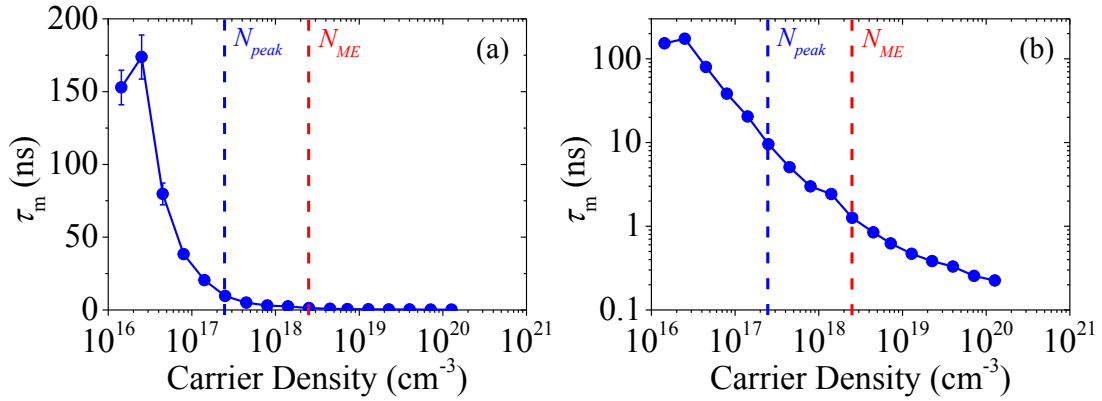 200
150
100
50
0
τm (ns)
Npeak
NME
(a)
10^16 10^17 10^18 10^19 10^20 10^21
Carrier Density (cm^-3)
100
10
1
0.1
τm (ns)
Npeak
NME
(b)
10^16 10^17 10^18 10^19 10^20 10^21
Carrier Density (cm^-3)